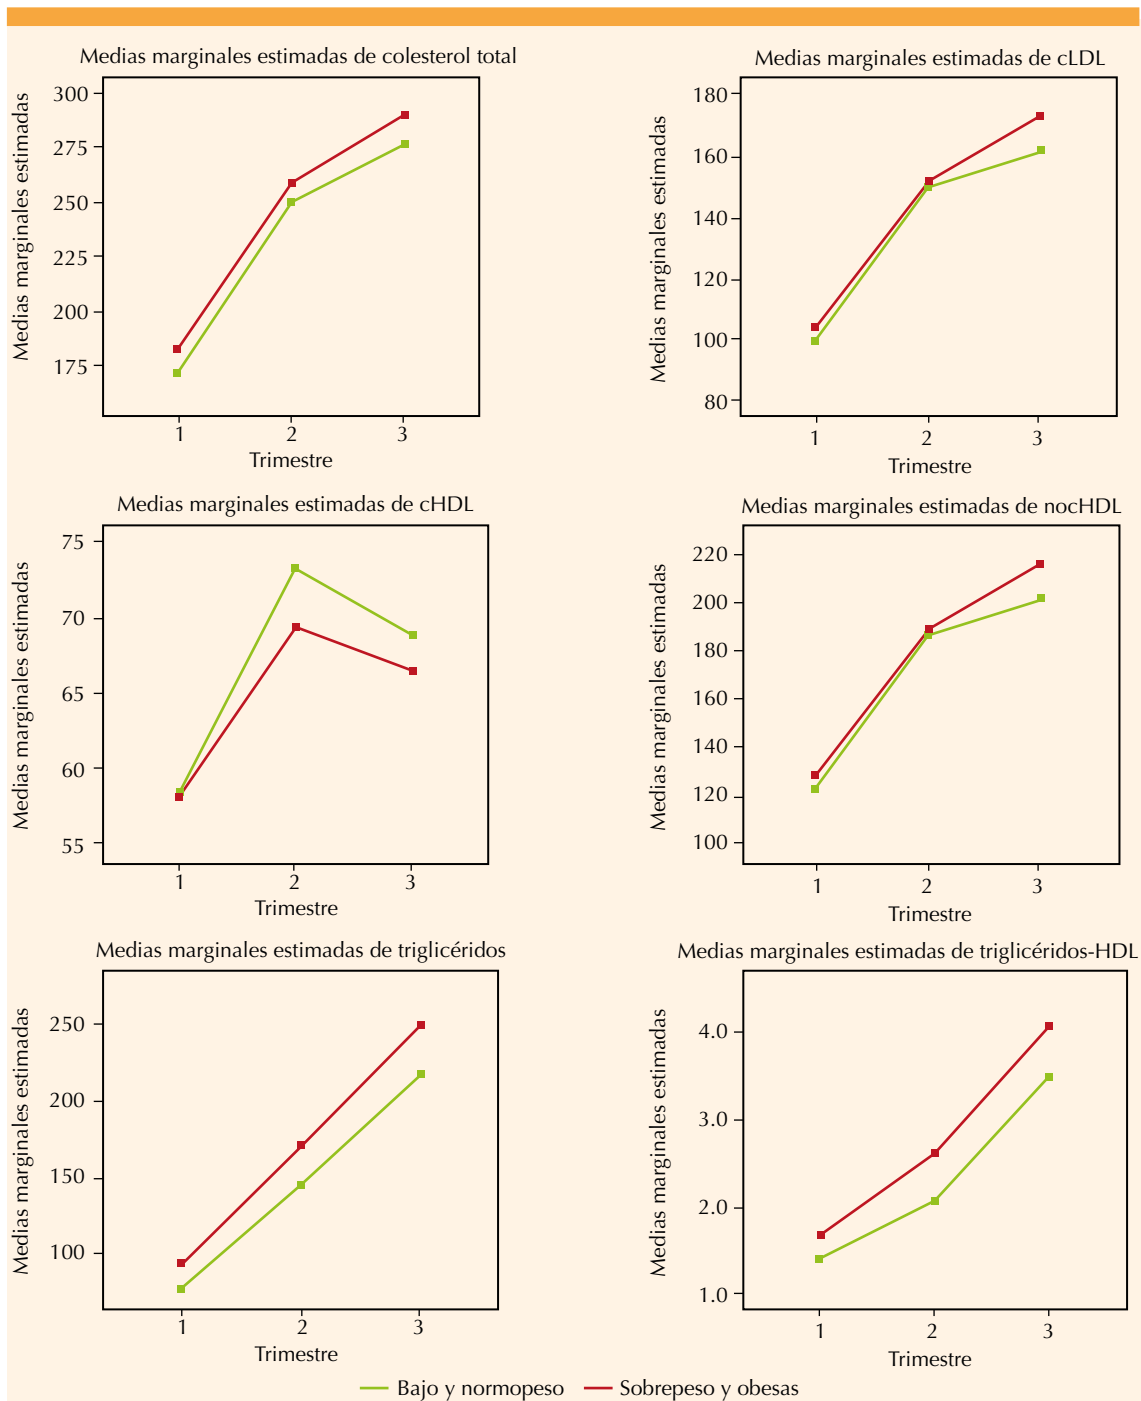 Medias marginales estimadas de colesterol total
Medias marginales estimadas
300
275
250
225
200
175
1 2 3
Trimestre
Medias marginales estimadas de cLDL
Medias marginales estimadas
180
160
140
120
100
80
1 2 3
Trimestre
Medias marginales estimadas de cHDL
Medias marginales estimadas
75
70
65
60
55
1 2 3
Trimestre
Medias marginales estimadas de nocHDL
Medias marginales estimadas
220
200
180
160
140
120
100
1 2 3
Trimestre
Medias marginales estimadas de triglicéridos
Medias marginales estimadas
250
200
150
100
1 2 3
Trimestre
Medias marginales estimadas de triglicéridos-HDL
Medias marginales estimadas
4.0
3.0
2.0
1.0
1 2 3
Trimestre
Bajo y normopeso Sobrepeso y obesas